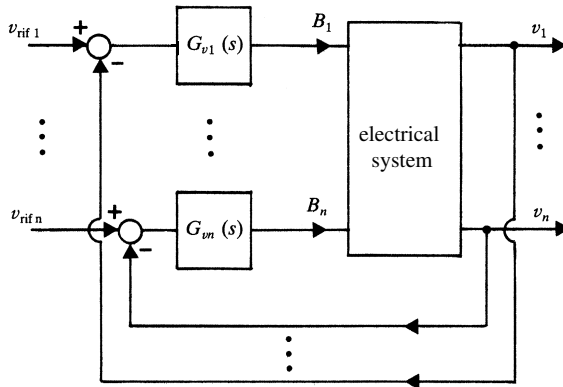 v_rif 1 + − G_v1 (s) B_1 v_1
electrical
system
v_rif n + − G_vn (s) B_n v_n